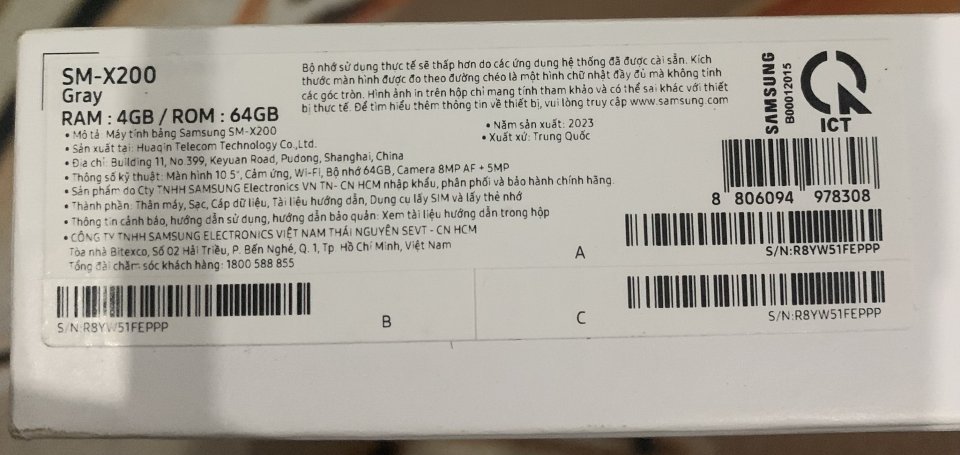 SM-X200
Gray
RAM : 4GB / ROM : 64GB
• Mô tả: Máy tính bảng Samsung SM-X200
• Sản xuất tại: Huaqin Telecom Technology Co.,Ltd.
• Địa chỉ: Building 11, No 399, Keyuan Road, Pudong, Shanghai, China
• Thông số kỹ thuật: Màn hình 10.5", Cảm ứng, Wi-Fi, Bộ nhớ 64GB, Camera 8MP AF + 5MP
• Sản phẩm do Cty TNHH SAMSUNG Electronics VN TN- CN HCM nhập khẩu, phân phối và bảo hành chính hãng.
• Thành phần: Thân máy, Sạc, Cáp dữ liệu, Tài liệu hướng dẫn, Dụng cụ lấy SIM và lấy thẻ nhớ
• Thông tin cảnh báo, hướng dẫn sử dụng, hướng dẫn bảo quản: Xem tài liệu hướng dẫn trong hộp
• CÔNG TY TNHH SAMSUNG ELECTRONICS VIỆT NAM THÁI NGUYÊN SEVT - CN HCM
Tòa nhà Bitexco, Số 02 Hải Triều, P. Bến Nghé, Q. 1, Tp. Hồ Chí Minh, Việt Nam
Tổng đài chăm sóc khách hàng: 1800 588 855
Bộ nhớ sử dụng thực tế sẽ thấp hơn do các ứng dụng hệ thống đã được cài sẵn. Kích
thước màn hình được đo theo đường chéo là một hình chữ nhật đầy đủ mà không tính
các góc tròn. Hình ảnh in trên hộp chỉ mang tính tham khảo và có thể sai khác với thiết
bị thực tế. Để tìm hiểu thêm thông tin về thiết bị, vui lòng truy cập www.samsung.com
• Năm sản xuất: 2023
• Xuất xứ: Trung Quốc
SAMSUNG
B00012015
ICT
8 806094 978308
A
S/N:R8YW51FEPPP
S/N:R8YW51FEPPP
B
C
S/N:R8YW51FEPPP